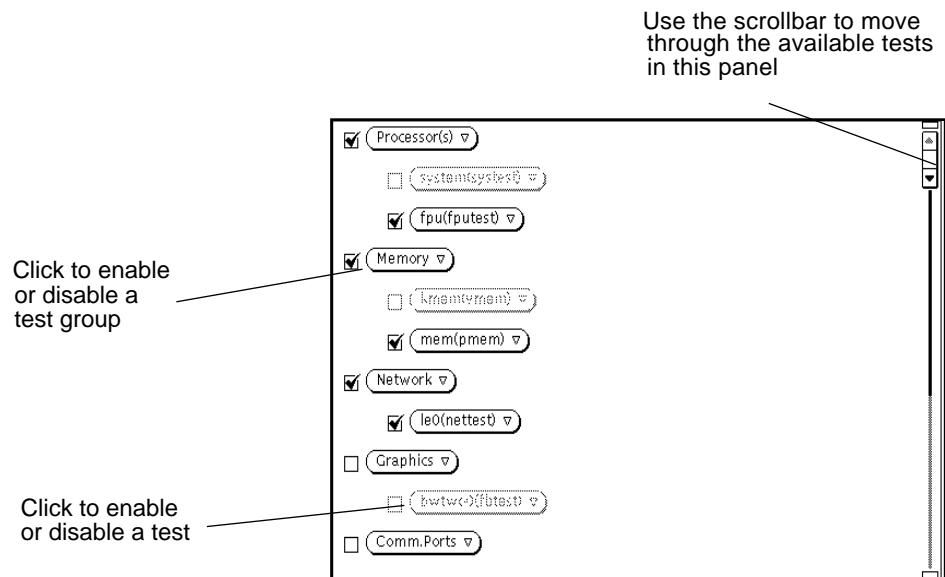 Use the scrollbar to move
through the available tests
in this panel
Processor(s)
system(systest)
fpu(fputest)
Memory
kmem(vmem)
mem(pmem)
Network
le0(nettest)
Graphics
Comm.Ports
Click to enable
or disable a
test group
Click to enable
or disable a test